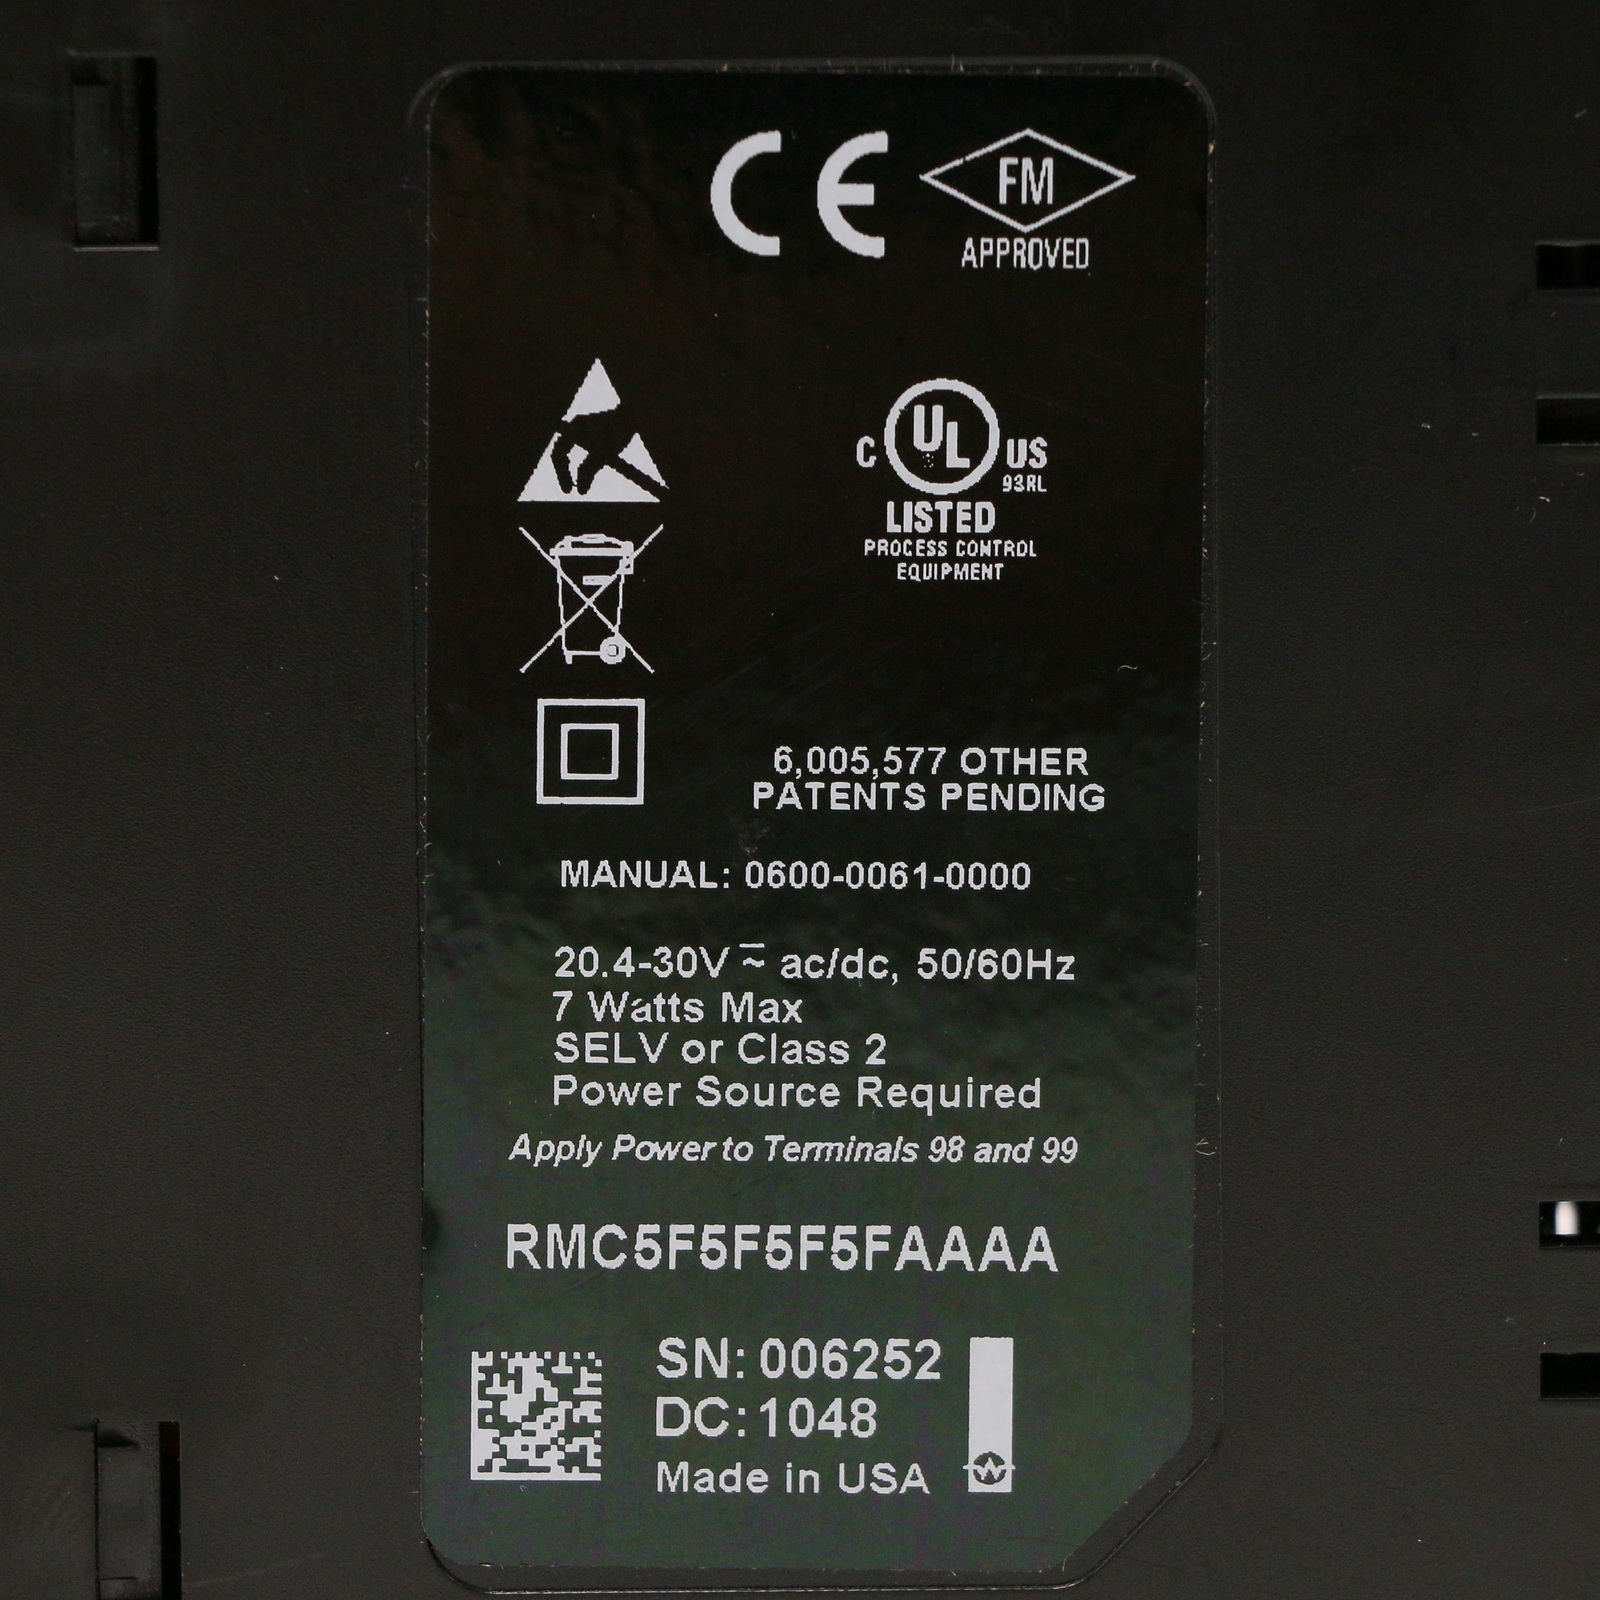 CE
FM
APPROVED
C UL US
93RL
LISTED
PROCESS CONTROL
EQUIPMENT
6,005,577 OTHER
PATENTS PENDING
MANUAL: 0600-0061-0000
20.4-30V ⎓ ~ ac/dc, 50/60Hz
7 Watts Max
SELV or Class 2
Power Source Required
Apply Power to Terminals 98 and 99
RMC5F5F5F5FAAAA
SN: 006252
DC: 1048
Made in USA
W